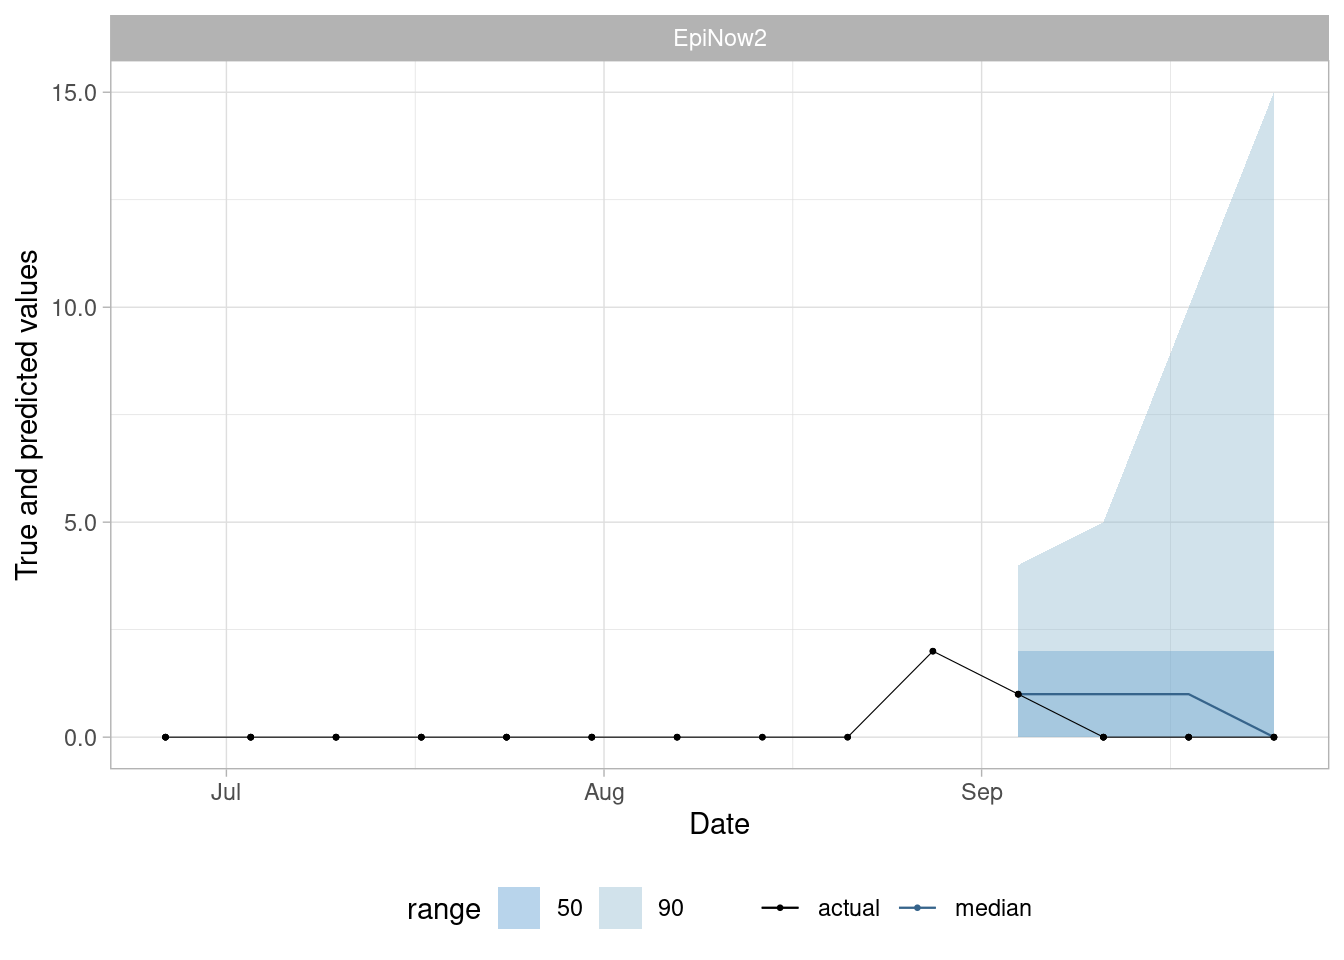 EpiNow2
15.0
10.0
5.0
0.0
True and predicted values
Jul Aug Sep
Date
range 50 90 actual median